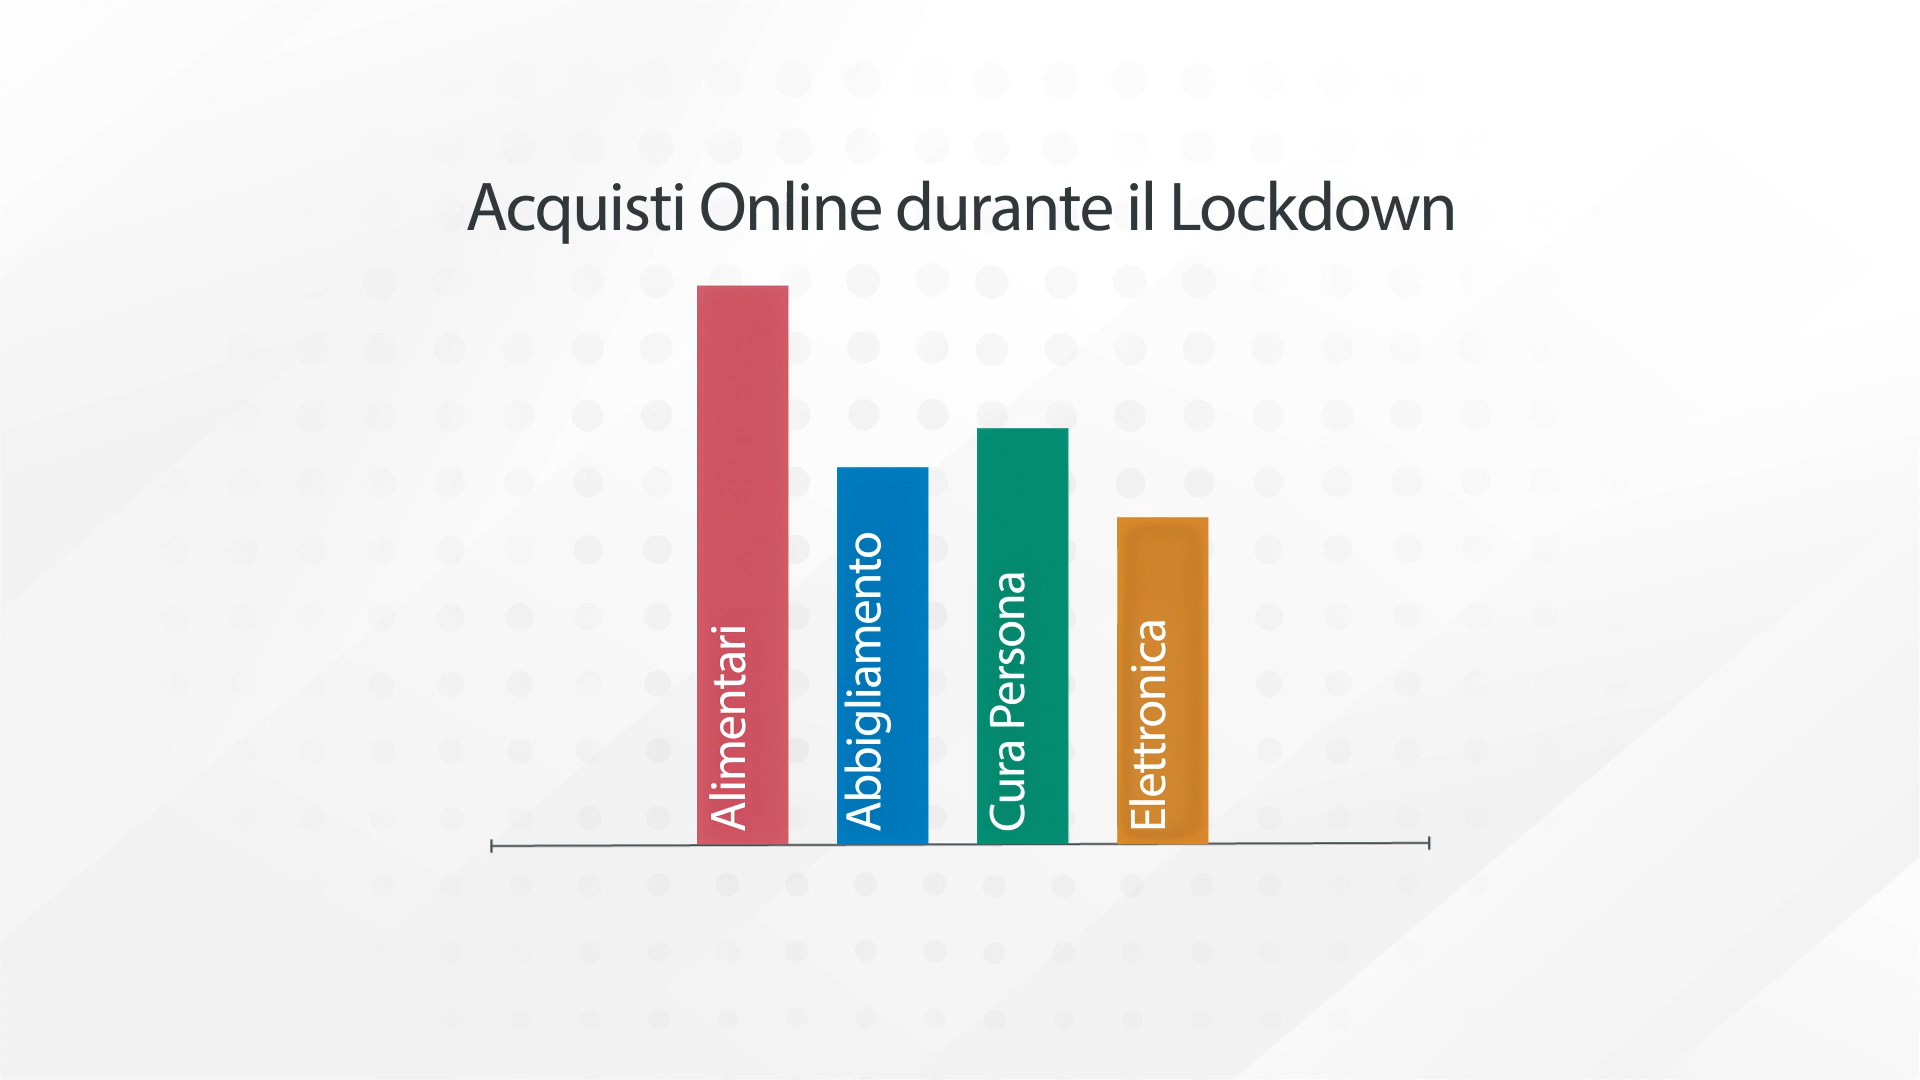 Acquisti Online durante il Lockdown
Alimentari
Abbigliamento
Cura Persona
Elettronica